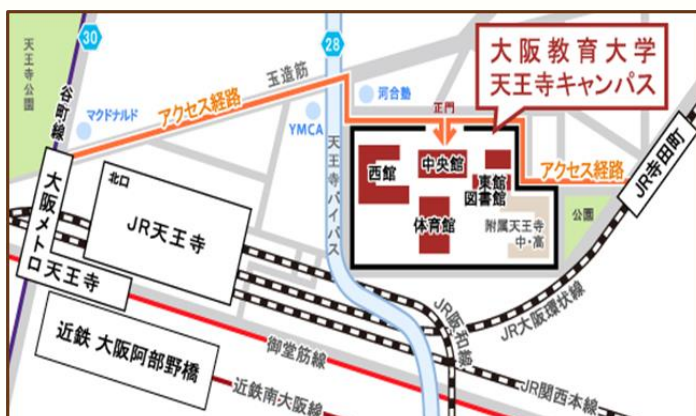 天王寺公園
30
谷町線
マクドナルド
アクセス経路
玉造筋
28
YMCA
河合塾
天王寺バイパス
大阪教育大学
天王寺キャンパス
正門
西館
中央館
東館
図書館
体育館
附属天王寺
中・高
アクセス経路
公園
JR寺田町
大阪メトロ天王寺
北口
JR天王寺
近鉄 大阪阿部野橋
御堂筋線
近鉄南大阪線
JR阪和線
JR大阪環状線
JR関西本線